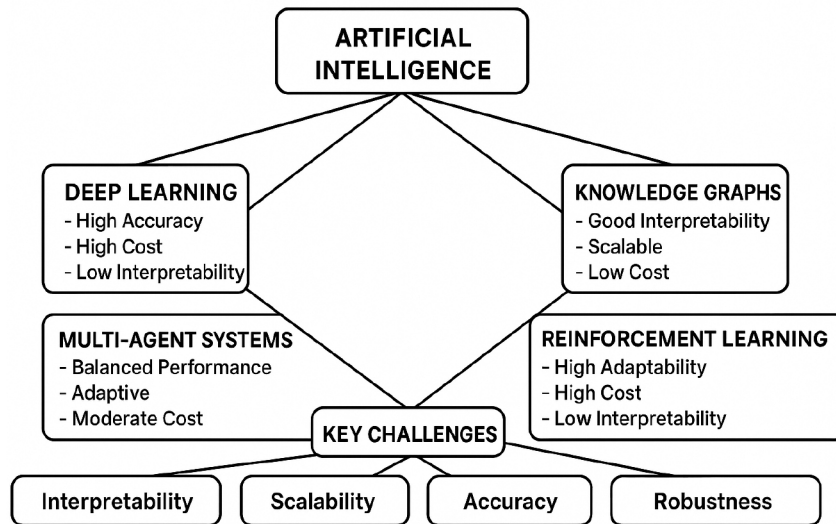 ARTIFICIAL
INTELLIGENCE
DEEP LEARNING
- High Accuracy
- High Cost
- Low Interpretability
KNOWLEDGE GRAPHS
- Good Interpretability
- Scalable
- Low Cost
MULTI-AGENT SYSTEMS
- Balanced Performance
- Adaptive
- Moderate Cost
REINFORCEMENT LEARNING
- High Adaptability
- High Cost
- Low Interpretability
KEY CHALLENGES
Interpretability
Scalability
Accuracy
Robustness